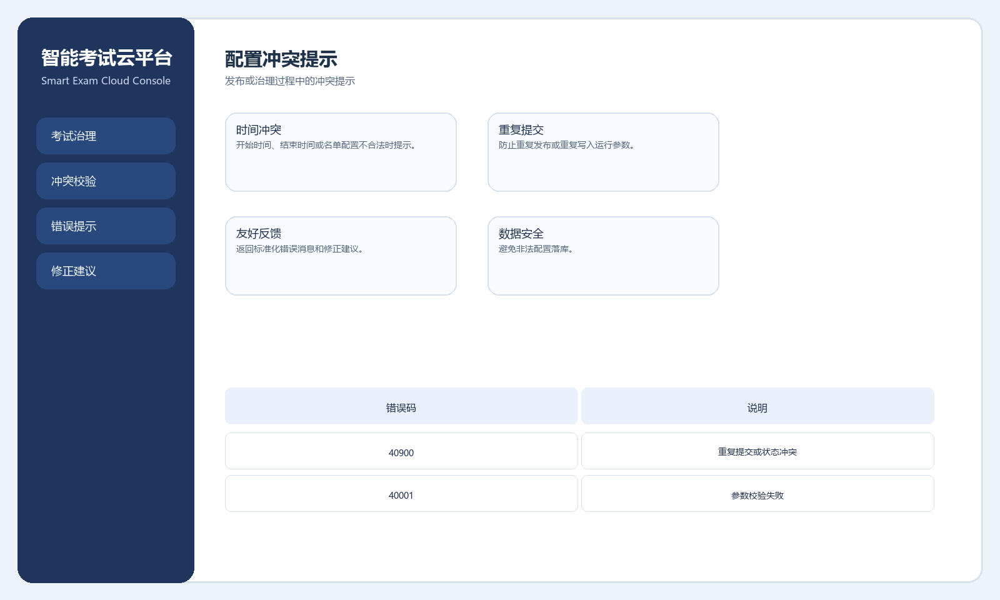 智能考试云平台
Smart Exam Cloud Console
考试治理
冲突校验
错误提示
修正建议
配置冲突提示
发布或治理过程中的冲突提示
时间冲突
开始时间、结束时间或名单配置不合法时提示。
重复提交
防止重复发布或重复写入运行参数。
友好反馈
返回标准化错误消息和修正建议。
数据安全
避免非法配置落库。
错误码
说明
40900
重复提交或状态冲突
40001
参数校验失败